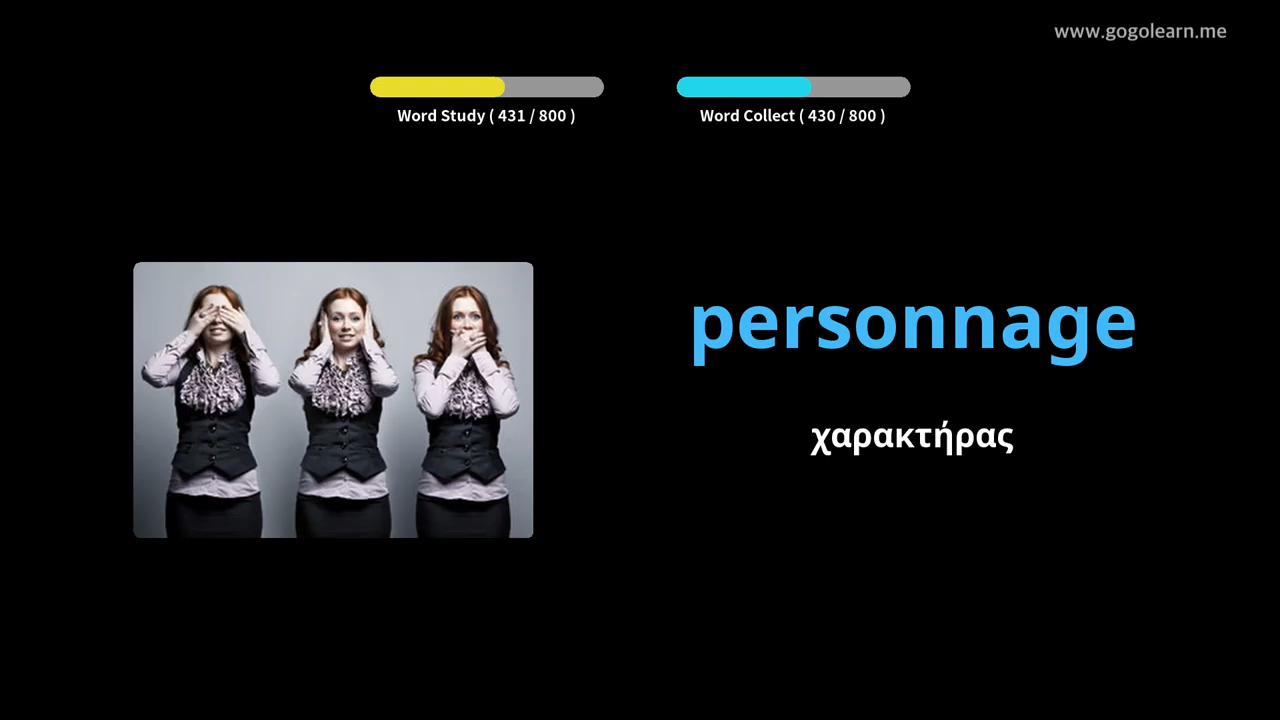 www.gogolearn.me
Word Study ( 431 / 800 )
Word Collect ( 430 / 800 )
personnage
χαρακτήρας